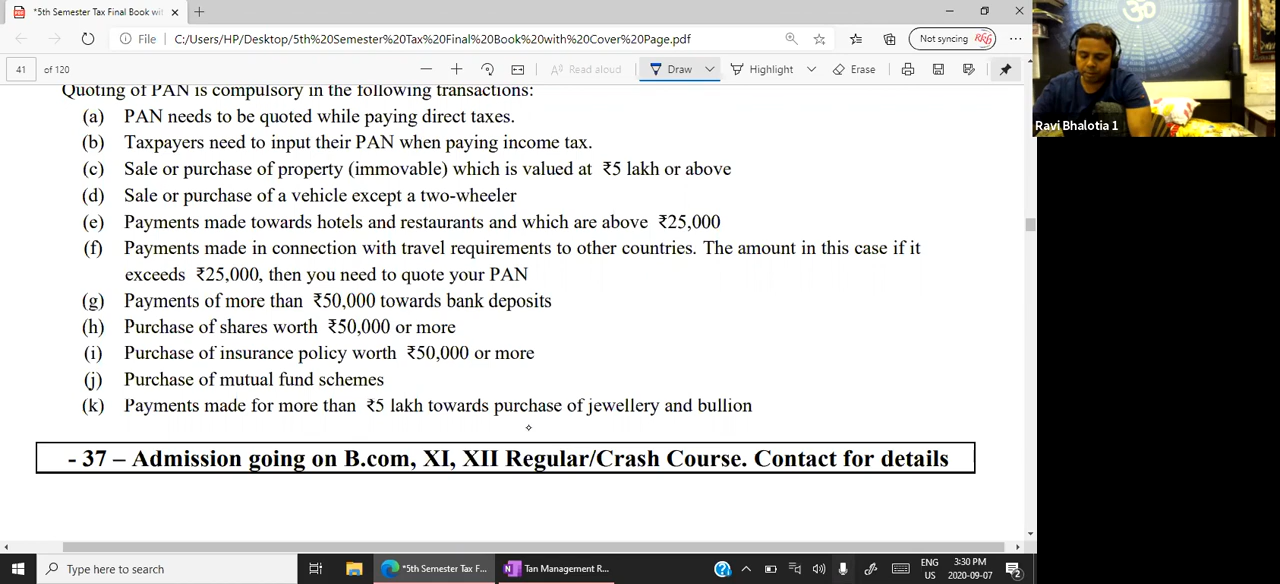 *5th Semester Tax Final Book wit
File
C:/Users/HP/Desktop/5th%20Semester%20Tax%20Final%20Book%20with%20Cover%20Page.pdf
Not syncing
41 of 120
Read aloud
Draw
Highlight
Erase
Ravi Bhalotia 1
Quoting of PAN is compulsory in the following transactions:
(a) PAN needs to be quoted while paying direct taxes.
(b) Taxpayers need to input their PAN when paying income tax.
(c) Sale or purchase of property (immovable) which is valued at ₹5 lakh or above
(d) Sale or purchase of a vehicle except a two-wheeler
(e) Payments made towards hotels and restaurants and which are above ₹25,000
(f) Payments made in connection with travel requirements to other countries. The amount in this case if it
exceeds ₹25,000, then you need to quote your PAN
(g) Payments of more than ₹50,000 towards bank deposits
(h) Purchase of shares worth ₹50,000 or more
(i) Purchase of insurance policy worth ₹50,000 or more
(j) Purchase of mutual fund schemes
(k) Payments made for more than ₹5 lakh towards purchase of jewellery and bullion
- 37 – Admission going on B.com, XI, XII Regular/Crash Course. Contact for details
Type here to search
*5th Semester Tax F...
Tan Management R...
ENG
US
3:30 PM
2020-09-07
2